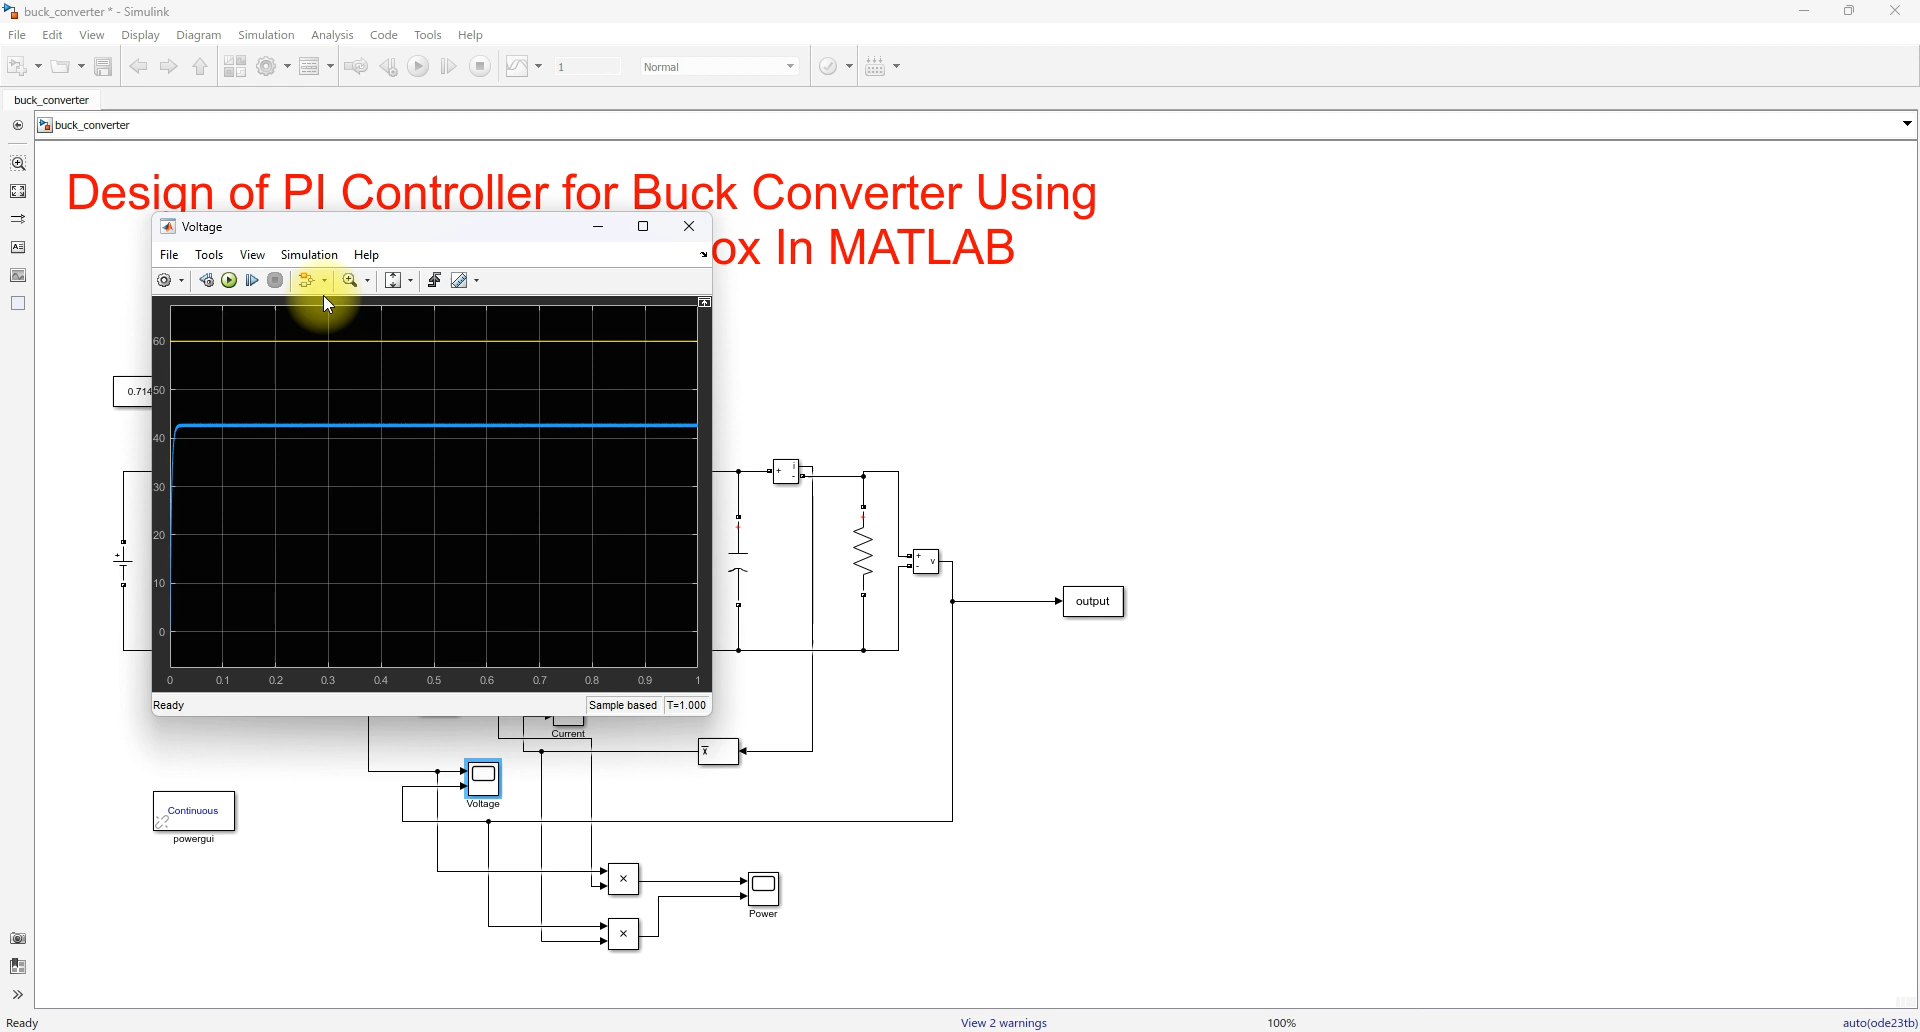 buck_converter * - Simulink
File Edit View Display Diagram Simulation Analysis Code Tools Help
1 Normal
buck_converter
buck_converter
Design of PI Controller for Buck Converter Using
ox In MATLAB
Voltage
File Tools View Simulation Help
60
50
40
30
20
10
0
0 0.1 0.2 0.3 0.4 0.5 0.6 0.7 0.8 0.9 1
Ready Sample based T=1.000
0.714
+
+ i -
+ - v
output
Current
x
Voltage
Continuous
powergui
×
Power
×
Ready View 2 warnings 100% auto(ode23tb)